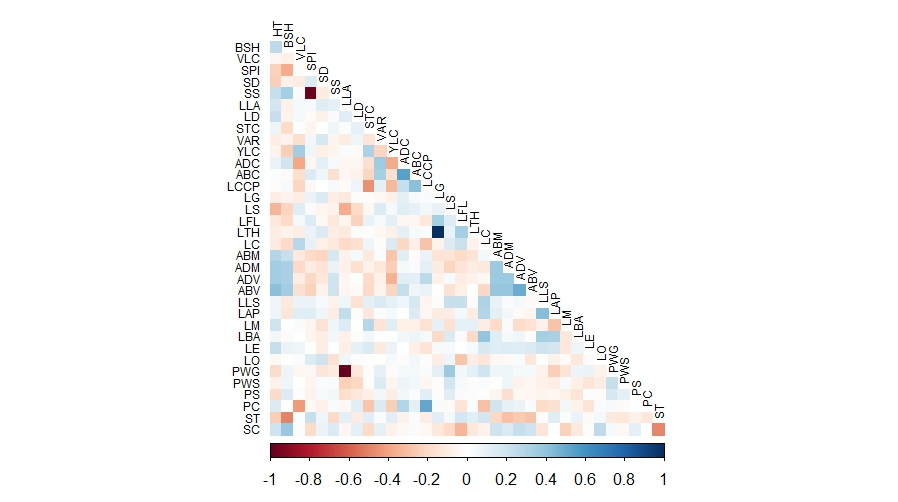 HT
BSH BSH
VLC VLC
SPI SPI
SD SD
SS SS
LLA LLA
LD LD
STC STC
VAR VAR
YLC YLC
ADC ADC
ABC ABC
LCCP LCCP
LG LG
LS LS
LFL LFL
LTH LTH
LC LC
ABM ABM
ADM ADM
ADV ADV
ABV ABV
LLS LLS
LAP LAP
LM LM
LBA LBA
LE LE
LO LO
PWG PWG
PWS PWS
PS PS
PC PC
ST ST
SC
-1 -0.8 -0.6 -0.4 -0.2 0 0.2 0.4 0.6 0.8 1